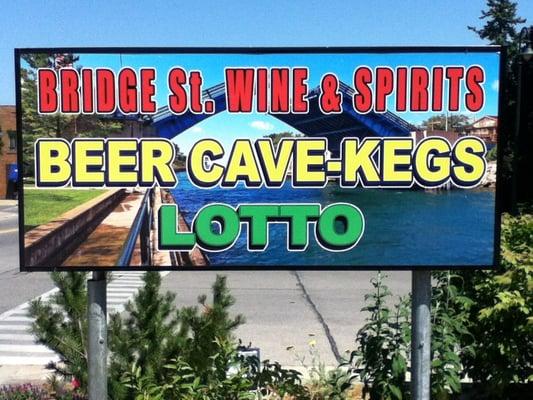 BRIDGE St. WINE & SPIRITS
BEER CAVE-KEGS
LOTTO